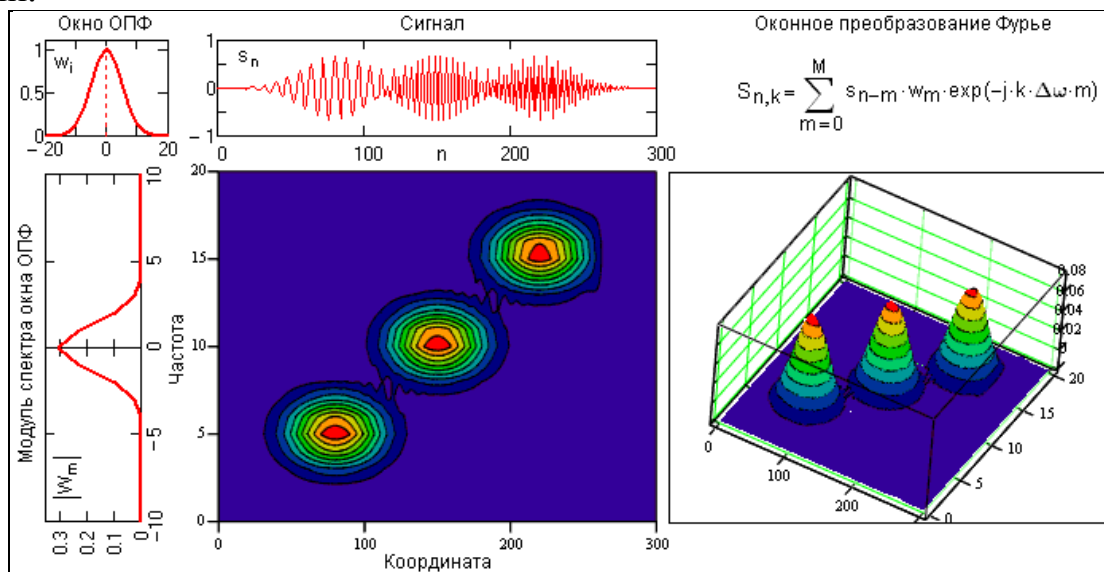 Окно ОПФ
Сигнал
Оконное преобразование Фурье
1
0.5
0
w_i
-20 0 20
1
0
-1
s_n
0 100 n 200 300
S_{n,k} = \sum_{m=0}^{M} s_{n-m} · w_m · exp(-j·k·Δω·m)
Модуль спектра окна ОПФ
|W_m|
0.3 0.2 0.1 0
10
5
0
-5
-10
Частота
20
15
10
5
0
0 100 200 300
Координата
0.08
0.06
0.04
0.02
0
20
15
10
5
0
0
100
200